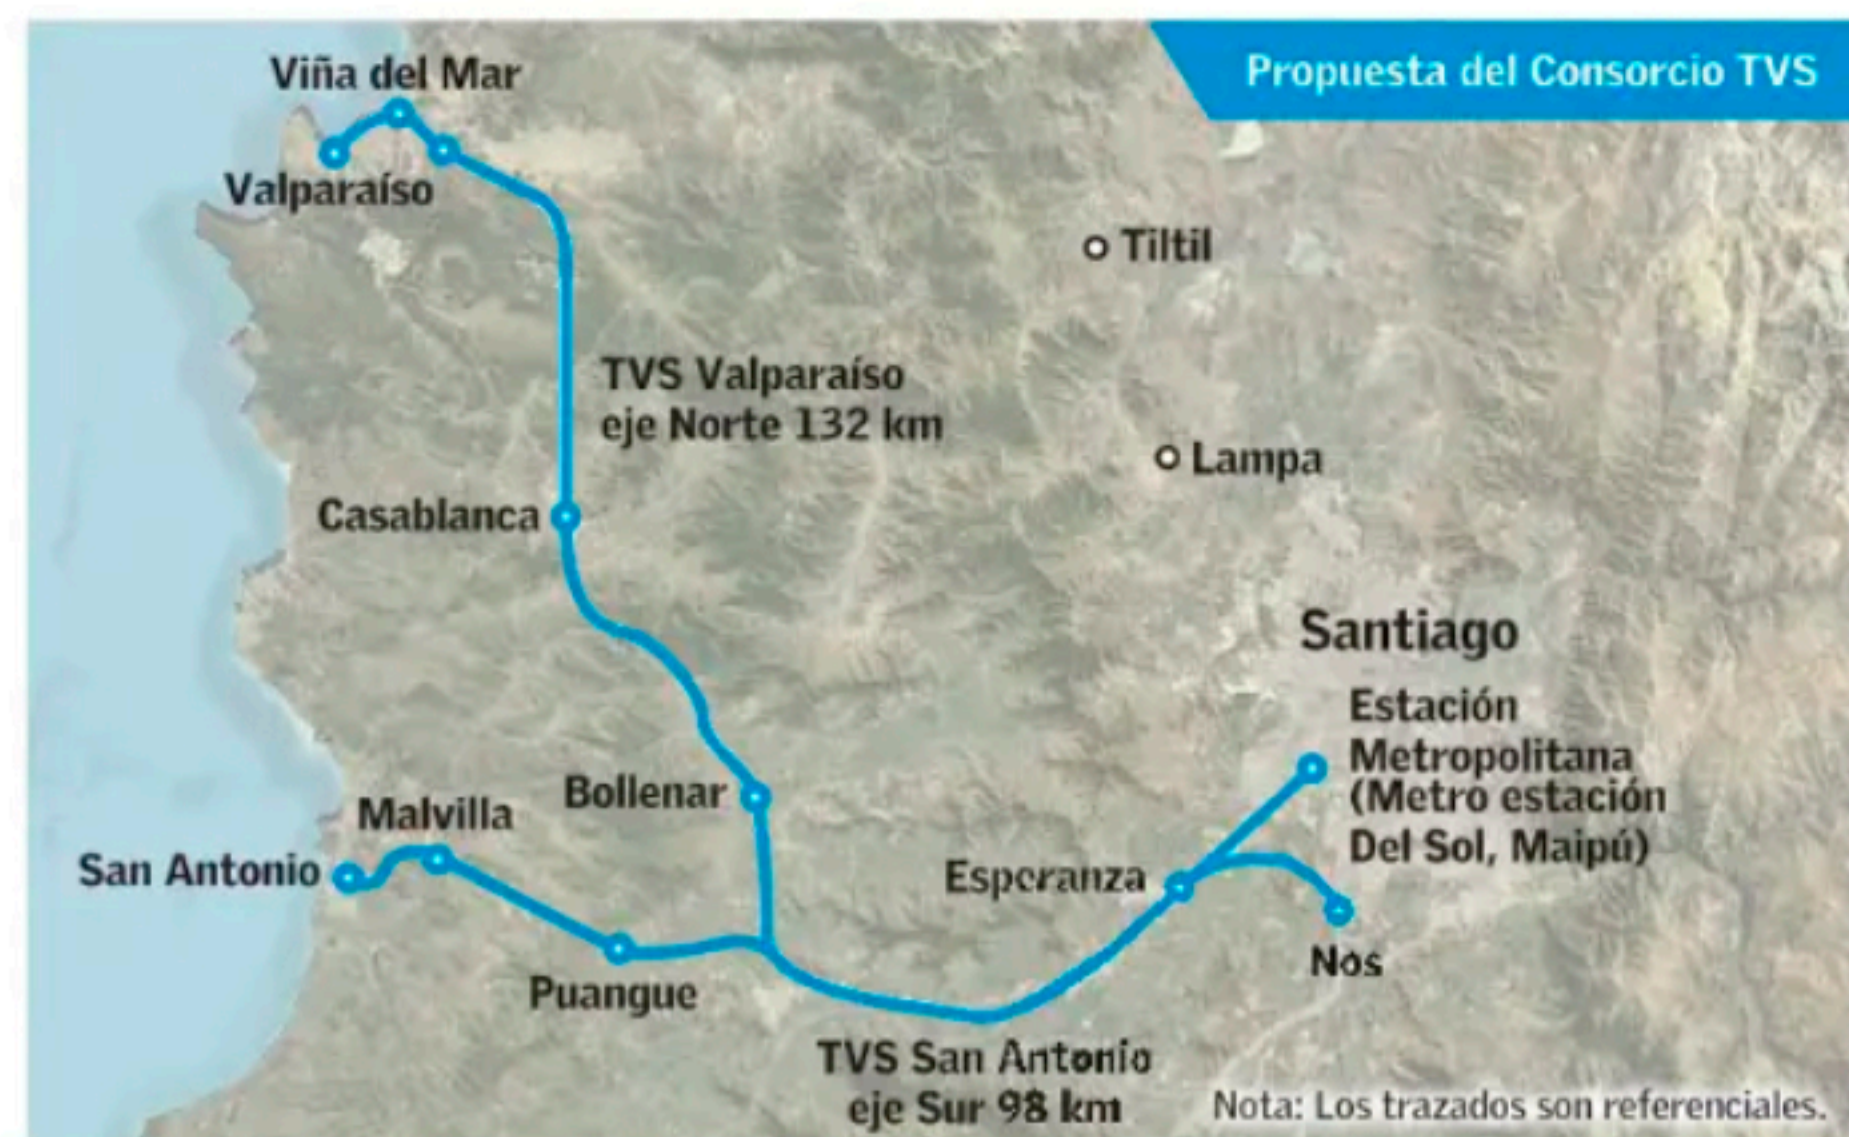 Propuesta del Consorcio TVS
Viña del Mar
Valparaíso
Tiltil
TVS Valparaíso
eje Norte 132 km
Lampa
Casablanca
Santiago
Estación
Metropolitana
(Metro estación
Del Sol, Maipú)
Bollenar
Malvilla
San Antonio
Esperanza
Nos
Puangue
TVS San Antonio
eje Sur 98 km
Nota: Los trazados son referenciales.